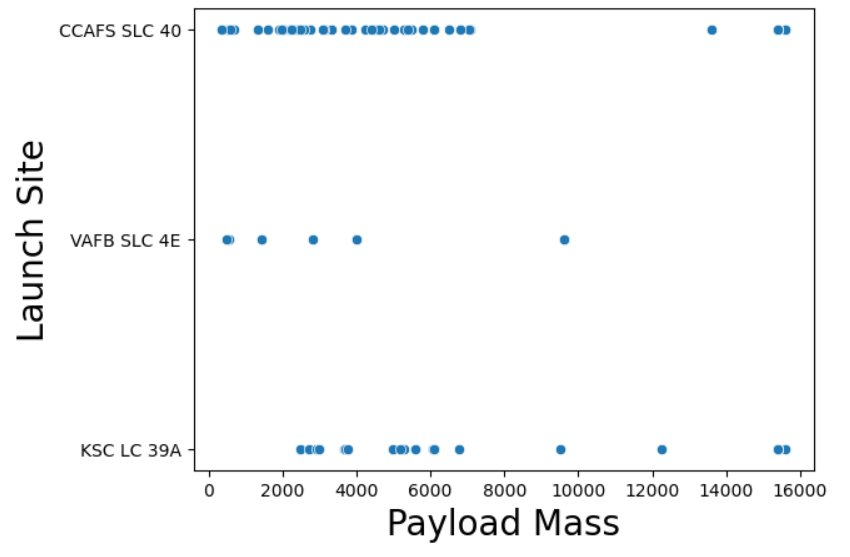 CCAFS SLC 40
VAFB SLC 4E
KSC LC 39A
Launch Site
0 2000 4000 6000 8000 10000 12000 14000 16000
Payload Mass